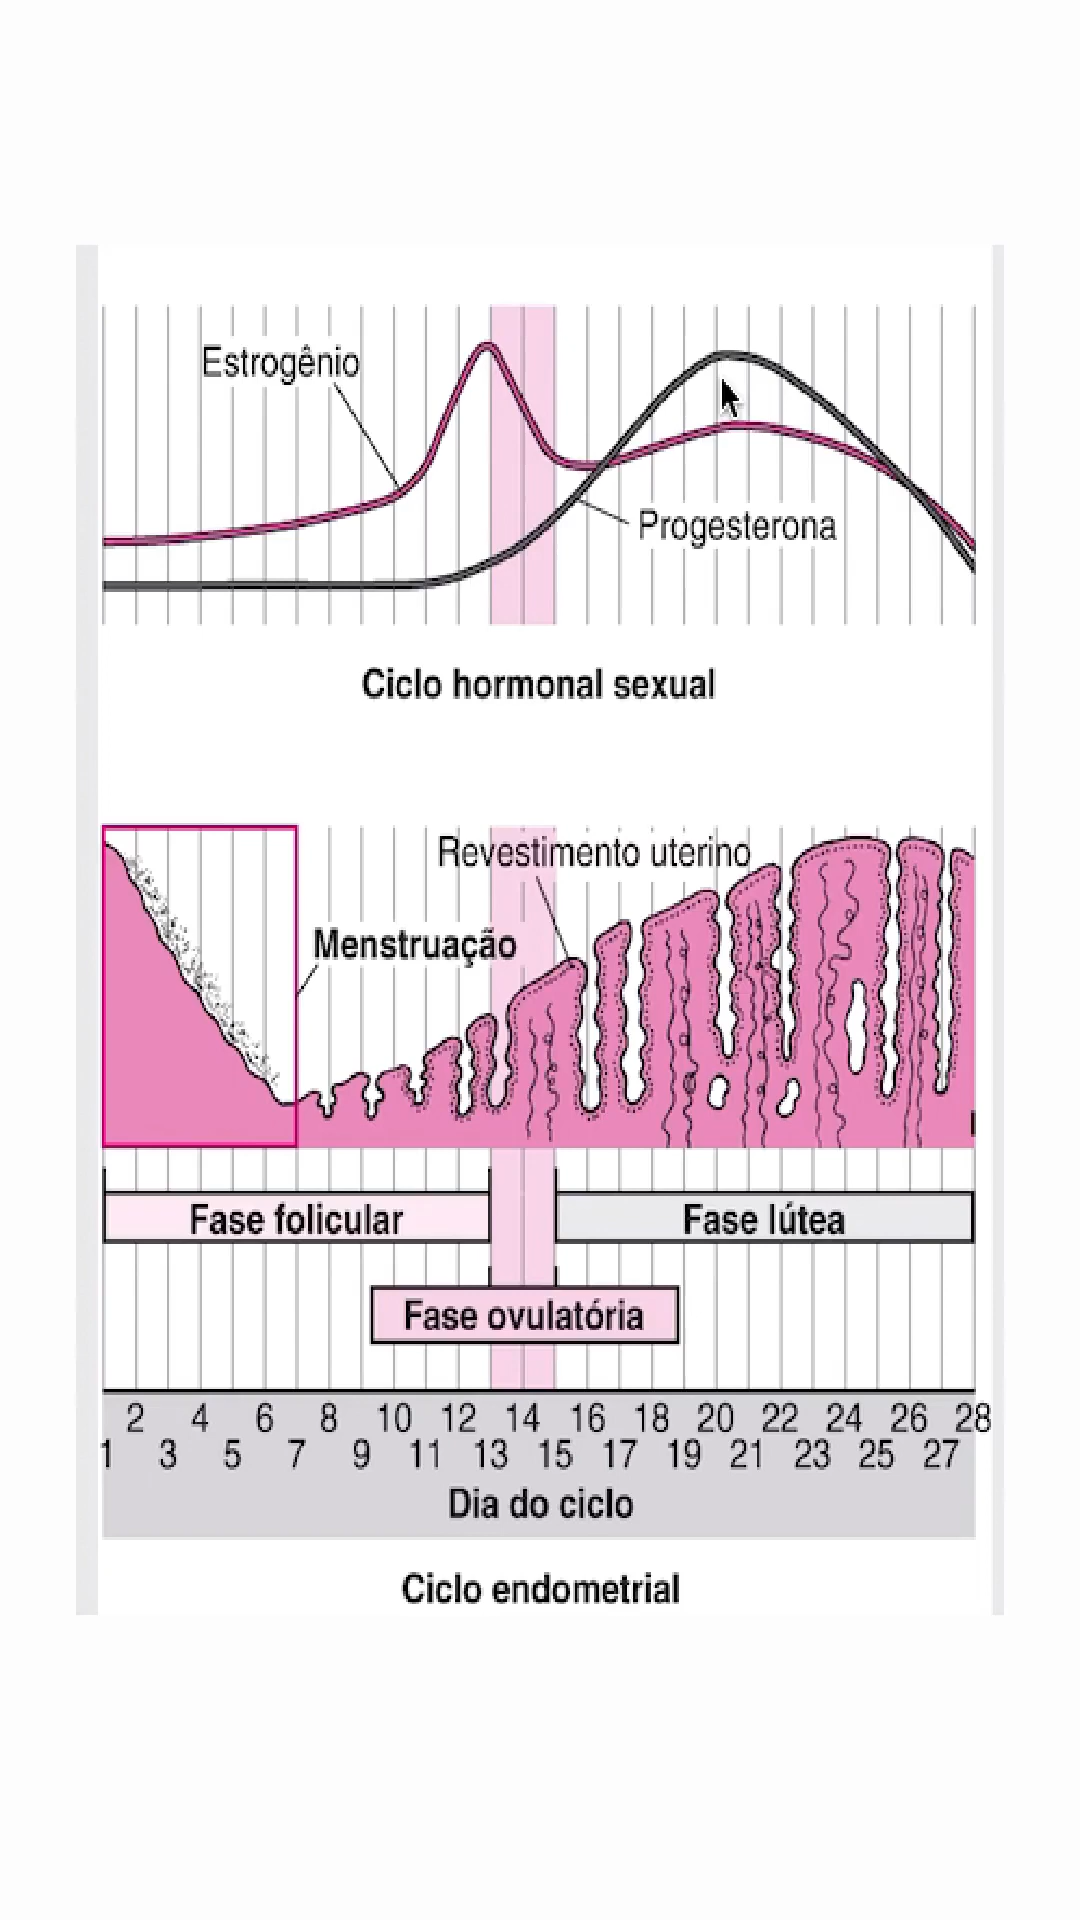 Estrogênio
Progesterona
Ciclo hormonal sexual
Revestimento uterino
Menstruação
Fase folicular
Fase lútea
Fase ovulatória
2 4 6 8 10 12 14 16 18 20 22 24 26 28
1 3 5 7 9 11 13 15 17 19 21 23 25 27
Dia do ciclo
Ciclo endometrial